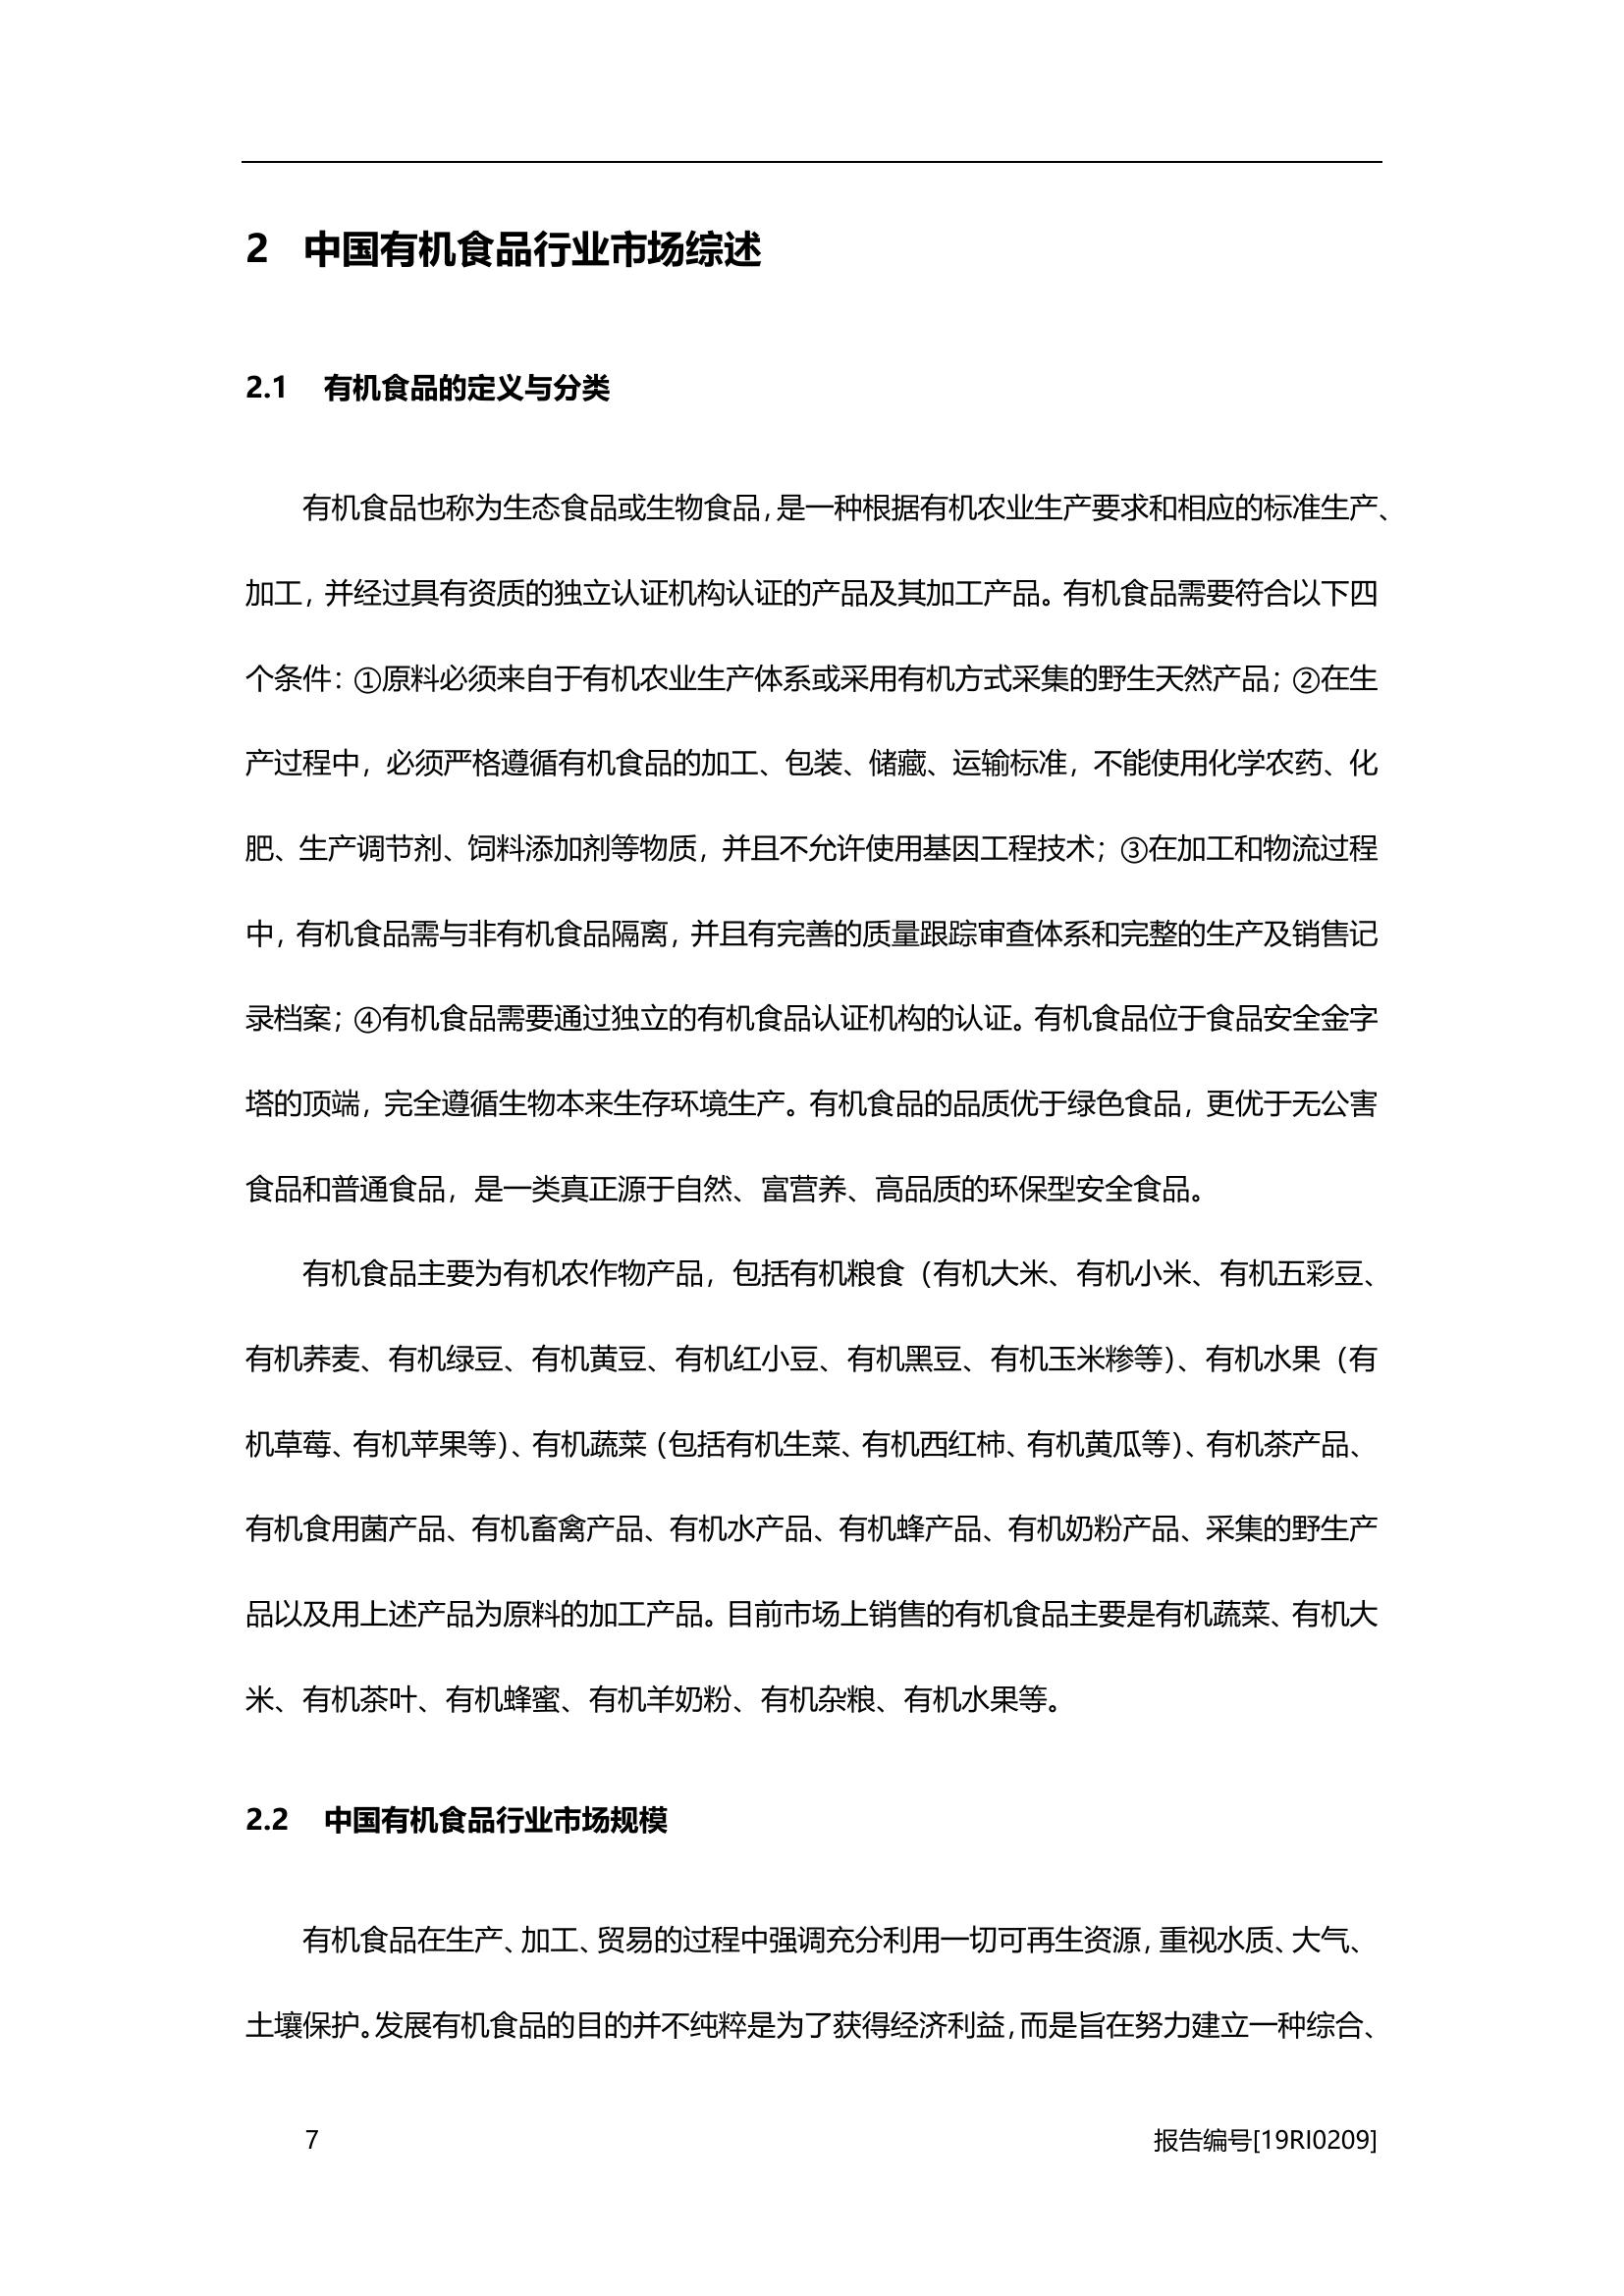 2 中国有机食品行业市场综述
2.1 有机食品的定义与分类
有机食品也称为生态食品或生物食品，是一种根据有机农业生产要求和相应的标准生产、
加工，并经过具有资质的独立认证机构认证的产品及其加工产品。有机食品需要符合以下四
个条件：①原料必须来自于有机农业生产体系或采用有机方式采集的野生天然产品；②在生
产过程中，必须严格遵循有机食品的加工、包装、储藏、运输标准，不能使用化学农药、化
肥、生产调节剂、饲料添加剂等物质，并且不允许使用基因工程技术；③在加工和物流过程
中，有机食品需与非有机食品隔离，并且有完善的质量跟踪审查体系和完整的生产及销售记
录档案；④有机食品需要通过独立的有机食品认证机构的认证。有机食品位于食品安全金字
塔的顶端，完全遵循生物本来生存环境生产。有机食品的品质优于绿色食品，更优于无公害
食品和普通食品，是一类真正源于自然、富营养、高品质的环保型安全食品。
有机食品主要为有机农作物产品，包括有机粮食（有机大米、有机小米、有机五彩豆、
有机荞麦、有机绿豆、有机黄豆、有机红小豆、有机黑豆、有机玉米糁等）、有机水果（有
机草莓、有机苹果等）、有机蔬菜（包括有机生菜、有机西红柿、有机黄瓜等）、有机茶产品、
有机食用菌产品、有机畜禽产品、有机水产品、有机蜂产品、有机奶粉产品、采集的野生产
品以及用上述产品为原料的加工产品。目前市场上销售的有机食品主要是有机蔬菜、有机大
米、有机茶叶、有机蜂蜜、有机羊奶粉、有机杂粮、有机水果等。
2.2 中国有机食品行业市场规模
有机食品在生产、加工、贸易的过程中强调充分利用一切可再生资源，重视水质、大气、
土壤保护。发展有机食品的目的并不纯粹是为了获得经济利益，而是旨在努力建立一种综合、
7 报告编号[19RI0209]